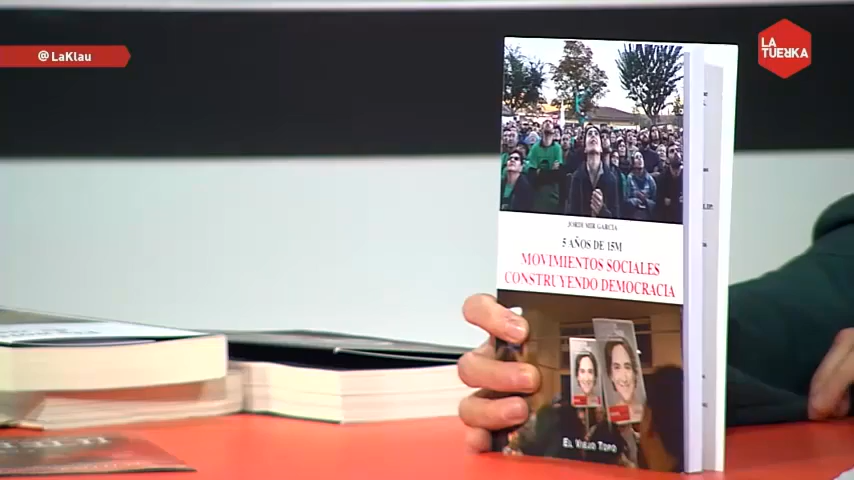 @LaKlau
LA
TUERKA
JORDI MIR GARCIA
5 AÑOS DE 15M
MOVIMIENTOS SOCIALES
CONSTRUYENDO DEMOCRACIA
EL VIEJO TOPO